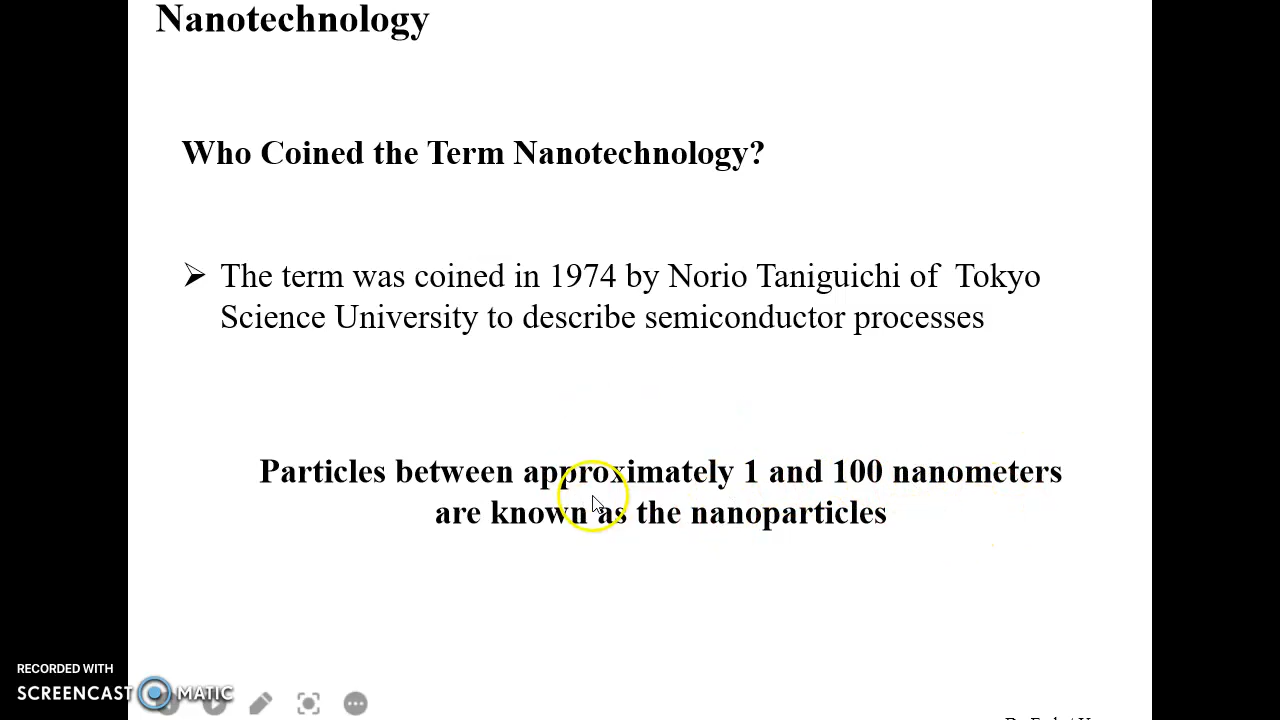 Nanotechnology
Who Coined the Term Nanotechnology?
➢ The term was coined in 1974 by Norio Taniguichi of Tokyo
Science University to describe semiconductor processes
Particles between approximately 1 and 100 nanometers
are known as the nanoparticles
RECORDED WITH
SCREENCAST MATIC